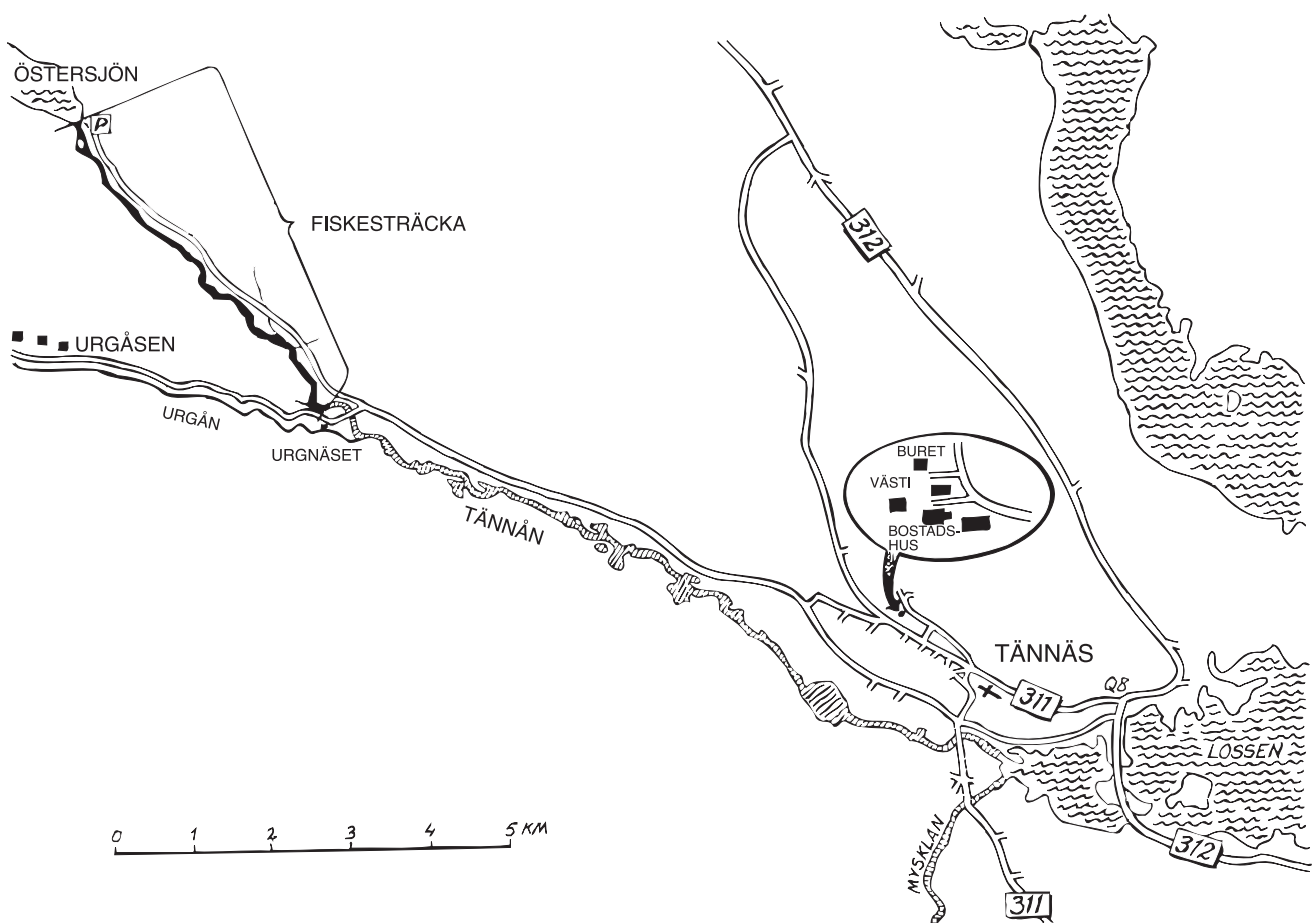 ÖSTERSJÖN
P
FISKESTRÄCKA
312
URGÅSEN
URGÅN
URGNÄSET
TÄNNÅN
BURET
VÄSTI
BOSTADS-
HUS
TÄNNÄS
311
Q8
LOSSEN
MYSKLAN
312
311
0 1 2 3 4 5 KM